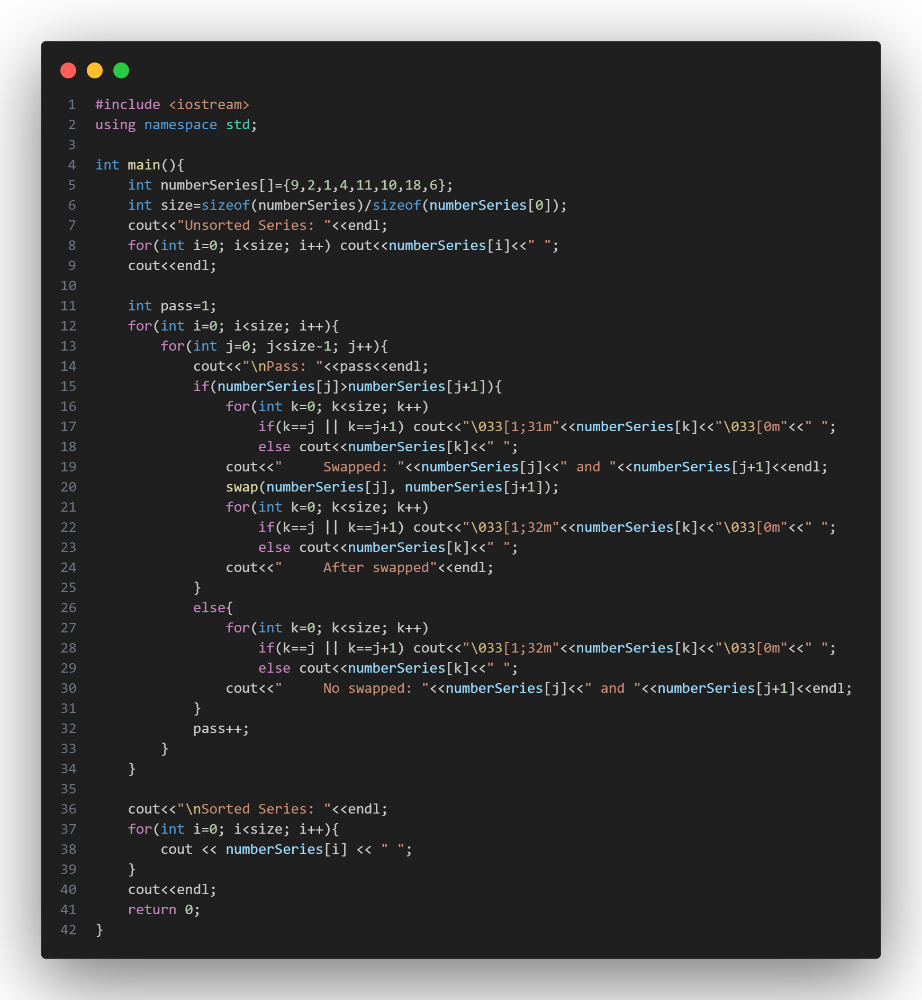 1 #include <iostream>
2 using namespace std;
3
4 int main(){
5     int numberSeries[]={9,2,1,4,11,10,18,6};
6     int size=sizeof(numberSeries)/sizeof(numberSeries[0]);
7     cout<<"Unsorted Series: "<<endl;
8     for(int i=0; i<size; i++) cout<<numberSeries[i]<<" ";
9     cout<<endl;
10
11     int pass=1;
12     for(int i=0; i<size; i++){
13         for(int j=0; j<size-1; j++){
14             cout<<"\nPass: "<<pass<<endl;
15             if(numberSeries[j]>numberSeries[j+1]){
16                 for(int k=0; k<size; k++)
17                     if(k==j || k==j+1) cout<<"\033[1;31m"<<numberSeries[k]<<"\033[0m"<<" ";
18                     else cout<<numberSeries[k]<<" ";
19                 cout<<"     Swapped: "<<numberSeries[j]<<" and "<<numberSeries[j+1]<<endl;
20                 swap(numberSeries[j], numberSeries[j+1]);
21                 for(int k=0; k<size; k++)
22                     if(k==j || k==j+1) cout<<"\033[1;32m"<<numberSeries[k]<<"\033[0m"<<" ";
23                     else cout<<numberSeries[k]<<" ";
24                 cout<<"     After swapped"<<endl;
25             }
26             else{
27                 for(int k=0; k<size; k++)
28                     if(k==j || k==j+1) cout<<"\033[1;32m"<<numberSeries[k]<<"\033[0m"<<" ";
29                     else cout<<numberSeries[k]<<" ";
30                 cout<<"     No swapped: "<<numberSeries[j]<<" and "<<numberSeries[j+1]<<endl;
31             }
32             pass++;
33         }
34     }
35
36     cout<<"\nSorted Series: "<<endl;
37     for(int i=0; i<size; i++){
38         cout << numberSeries[i] << " ";
39     }
40     cout<<endl;
41     return 0;
42 }